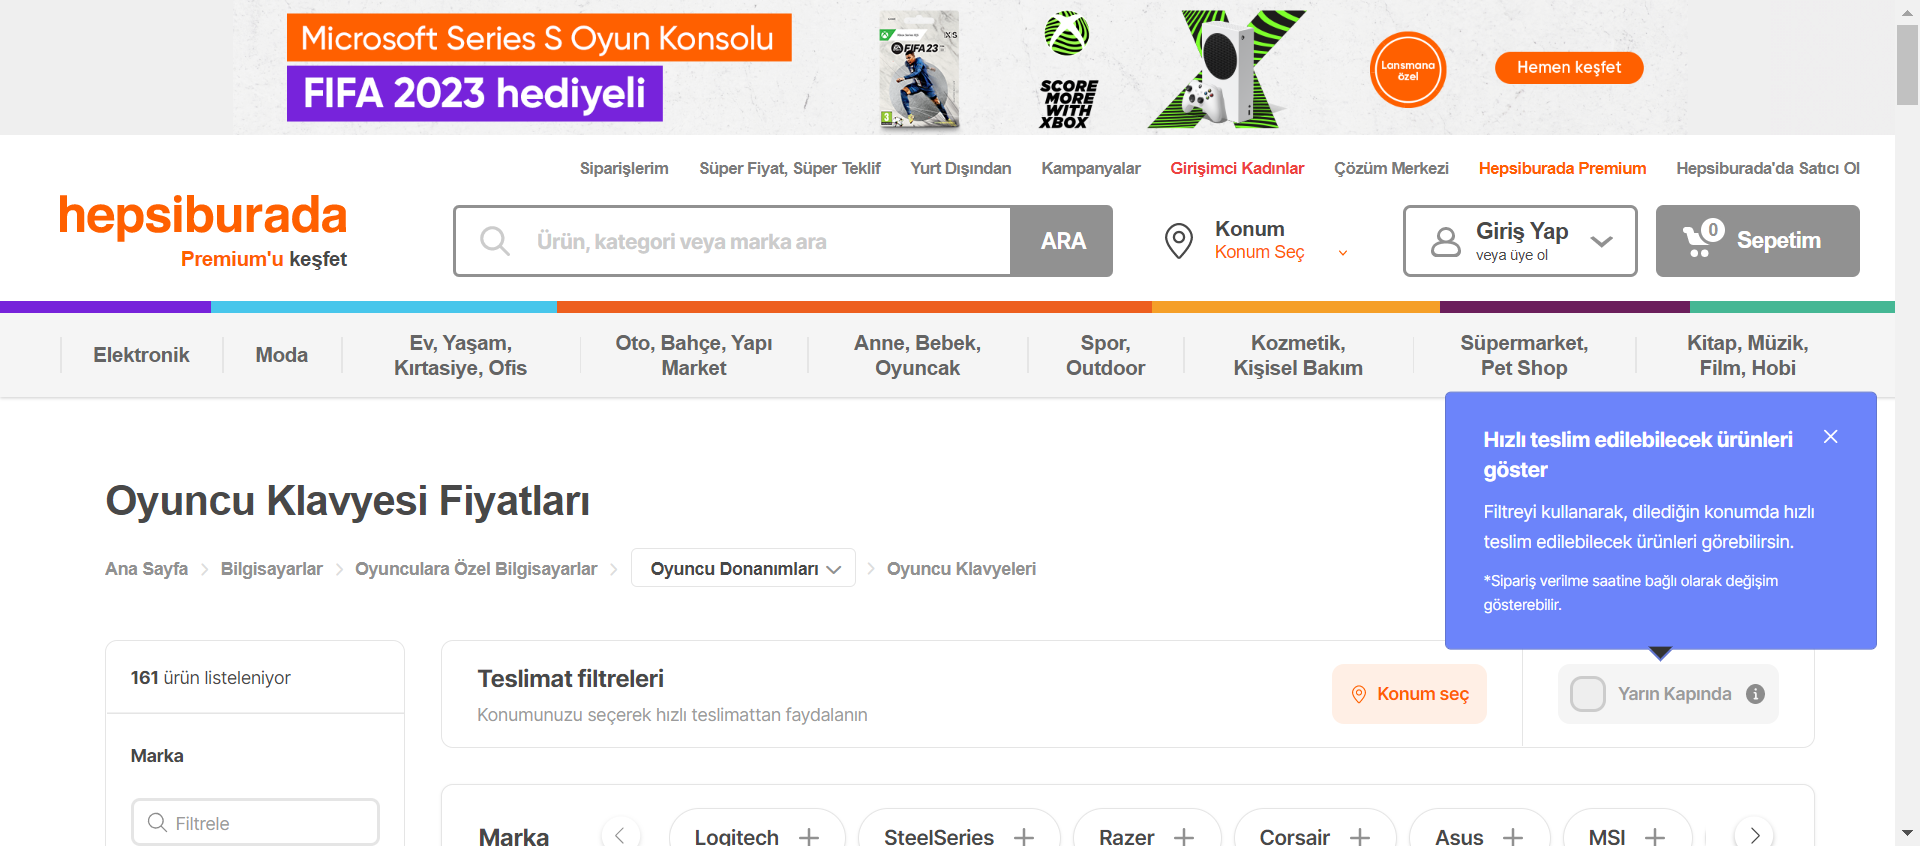 Microsoft Series S Oyun Konsolu
FIFA 2023 hediyeli
FIFA 23
SCORE
MORE
WITH
XBOX
Lansmana
özel
Hemen keşfet
Siparişlerim Süper Fiyat, Süper Teklif Yurt Dışından Kampanyalar Girişimci Kadınlar Çözüm Merkezi Hepsiburada Premium Hepsiburada'da Satıcı Ol
hepsiburada
Premium'u keşfet
Ürün, kategori veya marka ara
ARA
Konum
Konum Seç
Giriş Yap
veya üye ol
0
Sepetim
Elektronik
Moda
Ev, Yaşam,
Kırtasiye, Ofis
Oto, Bahçe, Yapı
Market
Anne, Bebek,
Oyuncak
Spor,
Outdoor
Kozmetik,
Kişisel Bakım
Süpermarket,
Pet Shop
Kitap, Müzik,
Film, Hobi
Hızlı teslim edilebilecek ürünleri
göster
Filtreyi kullanarak, dilediğin konumda hızlı
teslim edilebilecek ürünleri görebilirsin.
*Sipariş verilme saatine bağlı olarak değişim
gösterebilir.
Oyuncu Klavyesi Fiyatları
Ana Sayfa Bilgisayarlar Oyunculara Özel Bilgisayarlar Oyuncu Donanımları Oyuncu Klavyeleri
161 ürün listeleniyor
Marka
Filtrele
Teslimat filtreleri
Konumunuzu seçerek hızlı teslimattan faydalanın
Konum seç
Yarın Kapında
Marka
Logitech
SteelSeries
Razer
Corsair
Asus
MSI